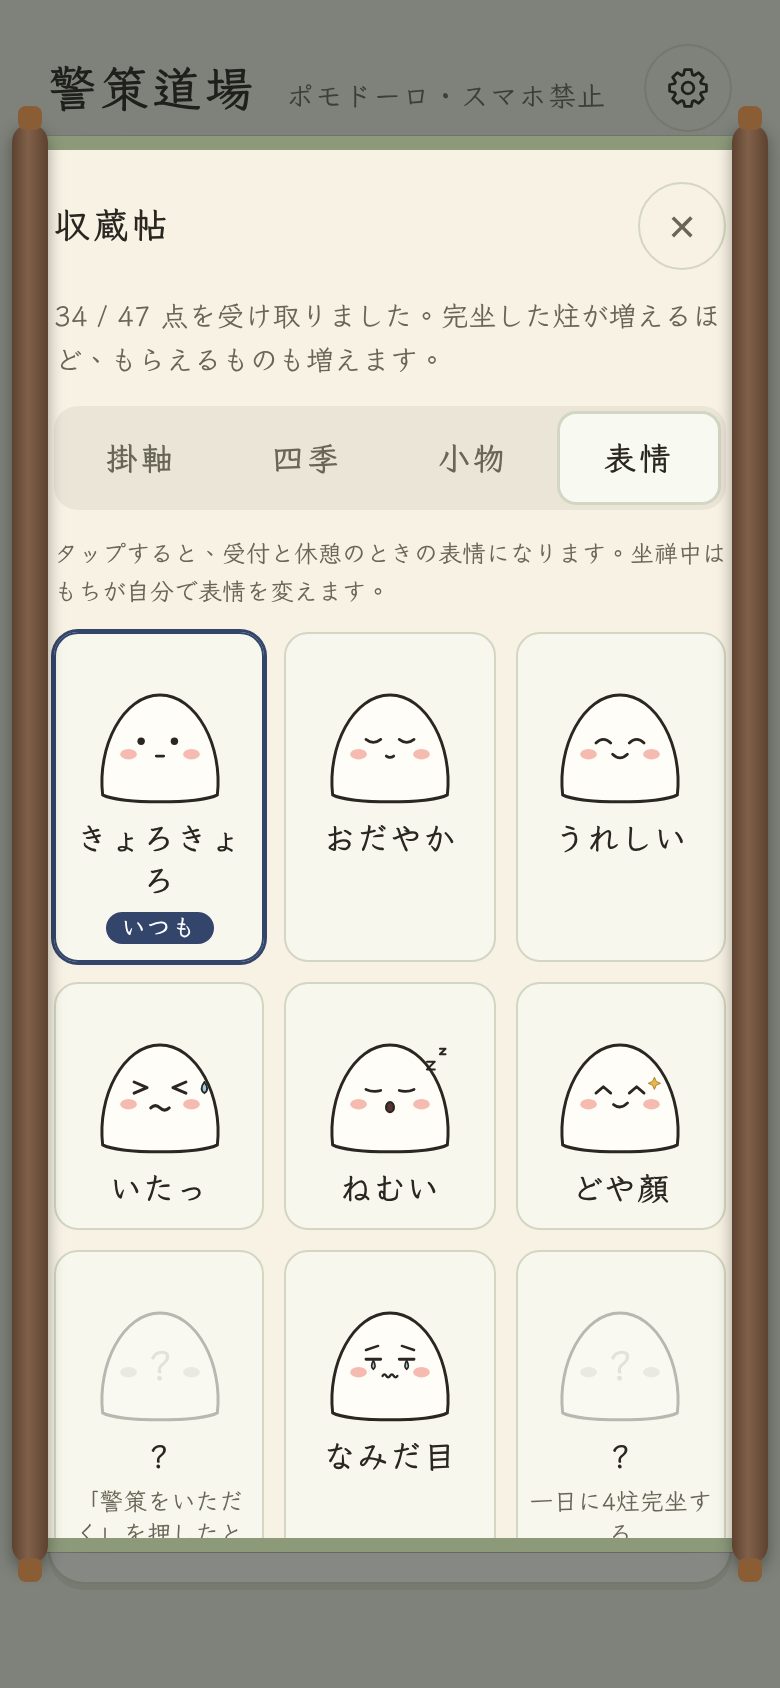 警策道場 ポモドーロ・スマホ禁止
収蔵帖
34 / 47 点を受け取りました。完坐した炷が増えるほ
ど、もらえるものも増えます。
掛軸 四季 小物 表情
タップすると、受付と休憩のときの表情になります。坐禅中は
もちが自分で表情を変えます。
きょろきょ
ろ
いつも
おだやか
うれしい
いたっ
z
z
ねむい
どや顔
?
?
「警策をいただ
く」を押したと
なみだ目
?
?
一日に4炷完坐す
る